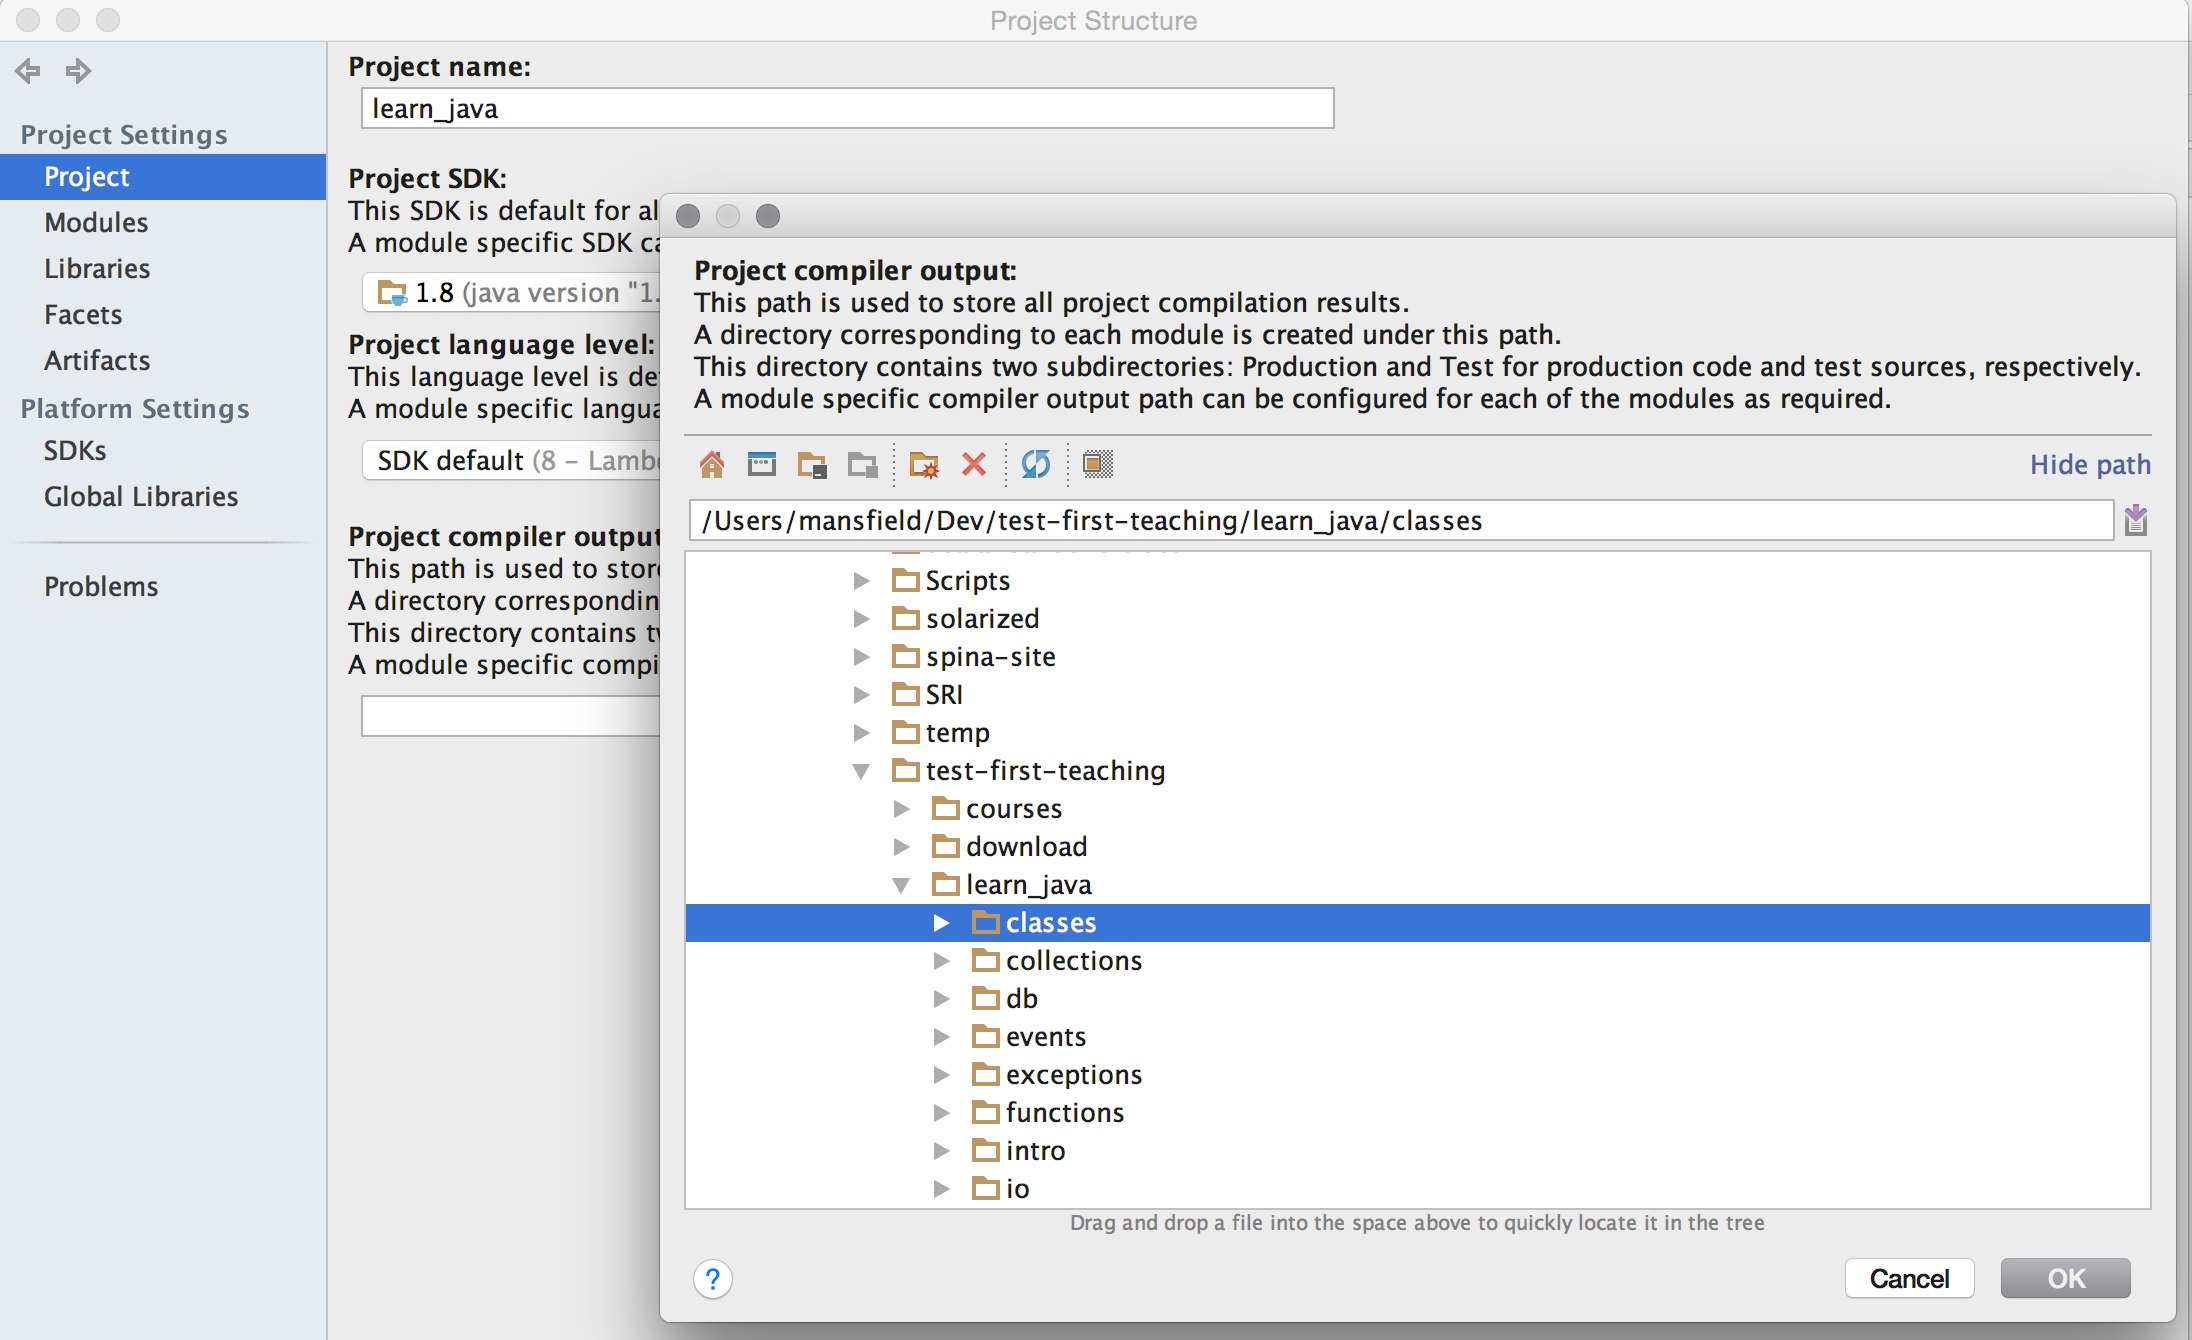 Project Structure
Project Settings
Project
Modules
Libraries
Facets
Artifacts
Platform Settings
SDKs
Global Libraries
Problems
Project name:
learn_java
Project SDK:
This SDK is default for al
A module specific SDK ca
1.8 (java version "1.
Project language level:
This language level is de
A module specific langua
SDK default (8 – Lamb
Project compiler output
This path is used to store
A directory correspondin
This directory contains tw
A module specific compi
Project compiler output:
This path is used to store all project compilation results.
A directory corresponding to each module is created under this path.
This directory contains two subdirectories: Production and Test for production code and test sources, respectively.
A module specific compiler output path can be configured for each of the modules as required.
Hide path
/Users/mansfield/Dev/test-first-teaching/learn_java/classes
Scripts
solarized
spina-site
SRI
temp
test-first-teaching
courses
download
learn_java
classes
collections
db
events
exceptions
functions
intro
io
Drag and drop a file into the space above to quickly locate it in the tree
?
Cancel
OK